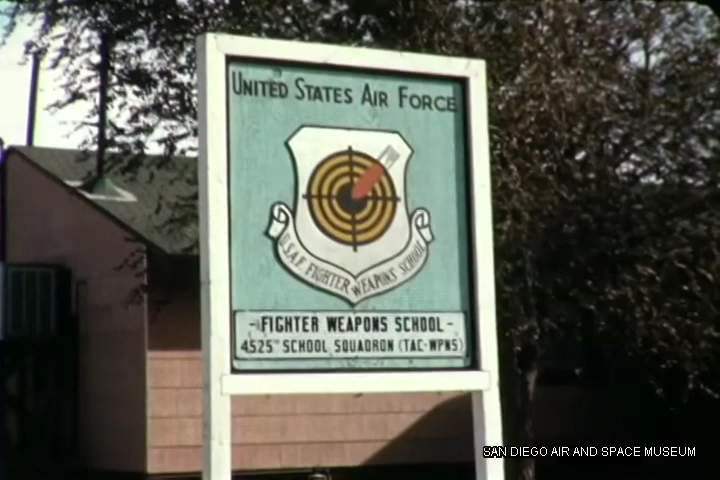 UNITED STATES AIR FORCE
U.S.A.F. FIGHTER WEAPONS SCHOOL
-FIGHTER WEAPONS SCHOOL-
4525TH SCHOOL SQUADRON (TAC-WPNS)
SAN DIEGO AIR AND SPACE MUSEUM